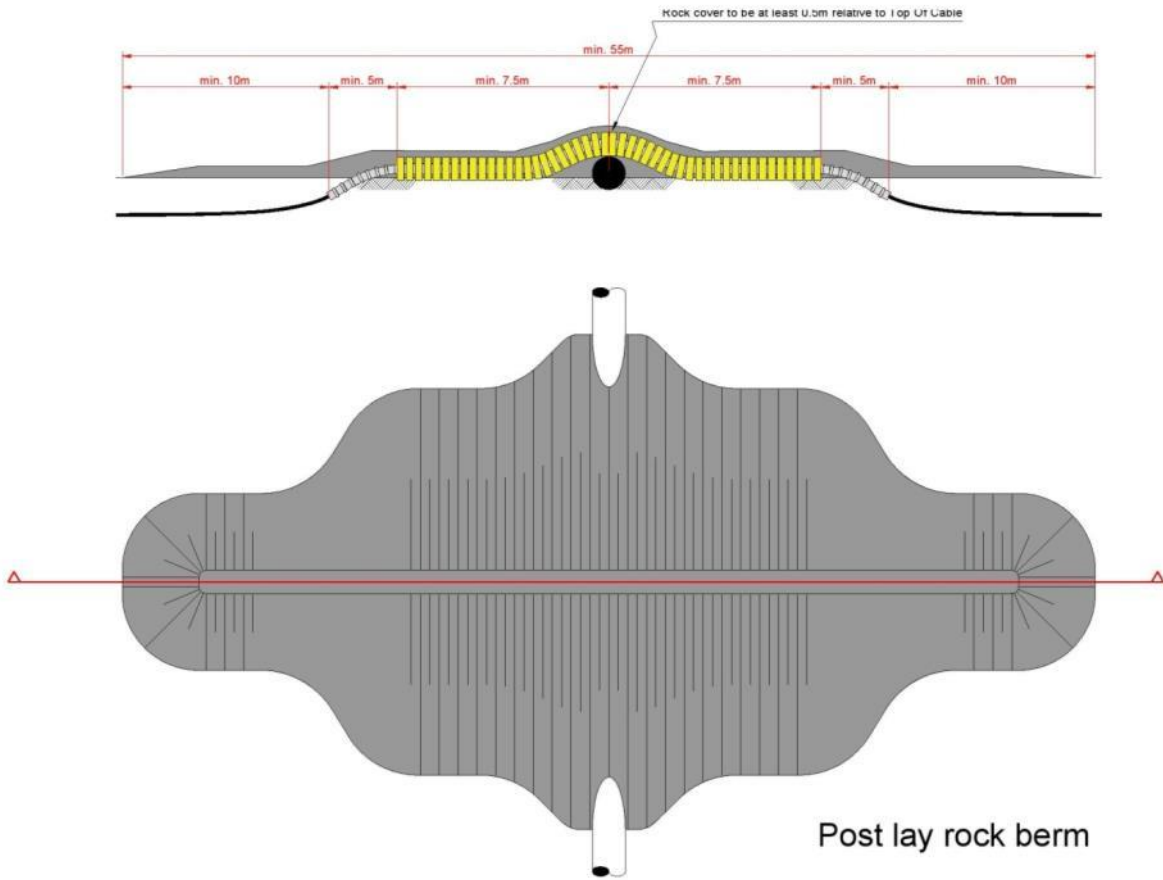 Rock cover to be at least 0.5m relative to Top Of Cable
min. 55m
min. 10m min. 5m min. 7.5m min. 7.5m min. 5m min. 10m
Post lay rock berm